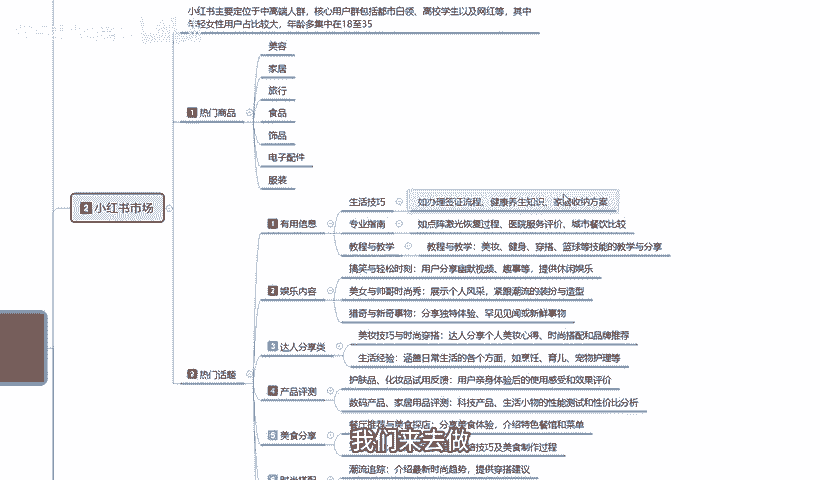 小红书主要定位于中高端人群，核心用户群包括都市白领、高校学生以及网红等，其中
年轻女性用户占比较大，年龄多集中在18至35
美容
家居
旅行
1 热门商品
食品
饰品
电子配件
服装
2 小红书市场
生活技巧
如办理签证流程、健康养生知识、家居收纳方案
1 有用信息
专业指南
如点阵激光恢复过程、医院服务评价、城市餐饮比较
教程与教学
教程与教学：美妆、健身、穿搭、篮球等技能的教学与分享
搞笑与轻松时刻：用户分享幽默视频、趣事等，提供休闲娱乐
2 娱乐内容
美女与帅哥时尚秀：展示个人风采，紧跟潮流的装扮与造型
猎奇与新奇事物：分享独特体验、罕见见闻或新鲜事物
美妆技巧与时尚穿搭：达人分享个人美妆心得、时尚搭配和品牌推荐
3 达人分享类
生活经验：涵盖日常生活的各个方面，如烹饪、育儿、宠物护理等
2 热门话题
护肤品、化妆品试用反馈：用户亲身体验后的使用感受和效果评价
4 产品评测
数码产品、家居用品评测：科技产品、生活小物的性能测试和性价比分析
餐厅推荐与美食探店：分享美食体验，介绍特色餐馆和菜单
5 美食分享
技巧及美食制作过程
我们来去做
潮流追踪：介绍最新时尚趋势，提供穿搭建议
时尚搭配